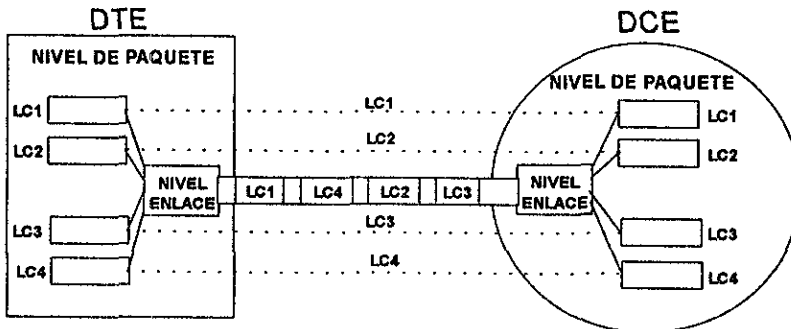 DTE
DCE
NIVEL DE PAQUETE
NIVEL DE PAQUETE
LC1
LC1
LC1
LC2
LC2
LC2
NIVEL
ENLACE
LC1
LC4
LC2
LC3
NIVEL
ENLACE
LC3
LC3
LC3
LC4
LC4
LC4